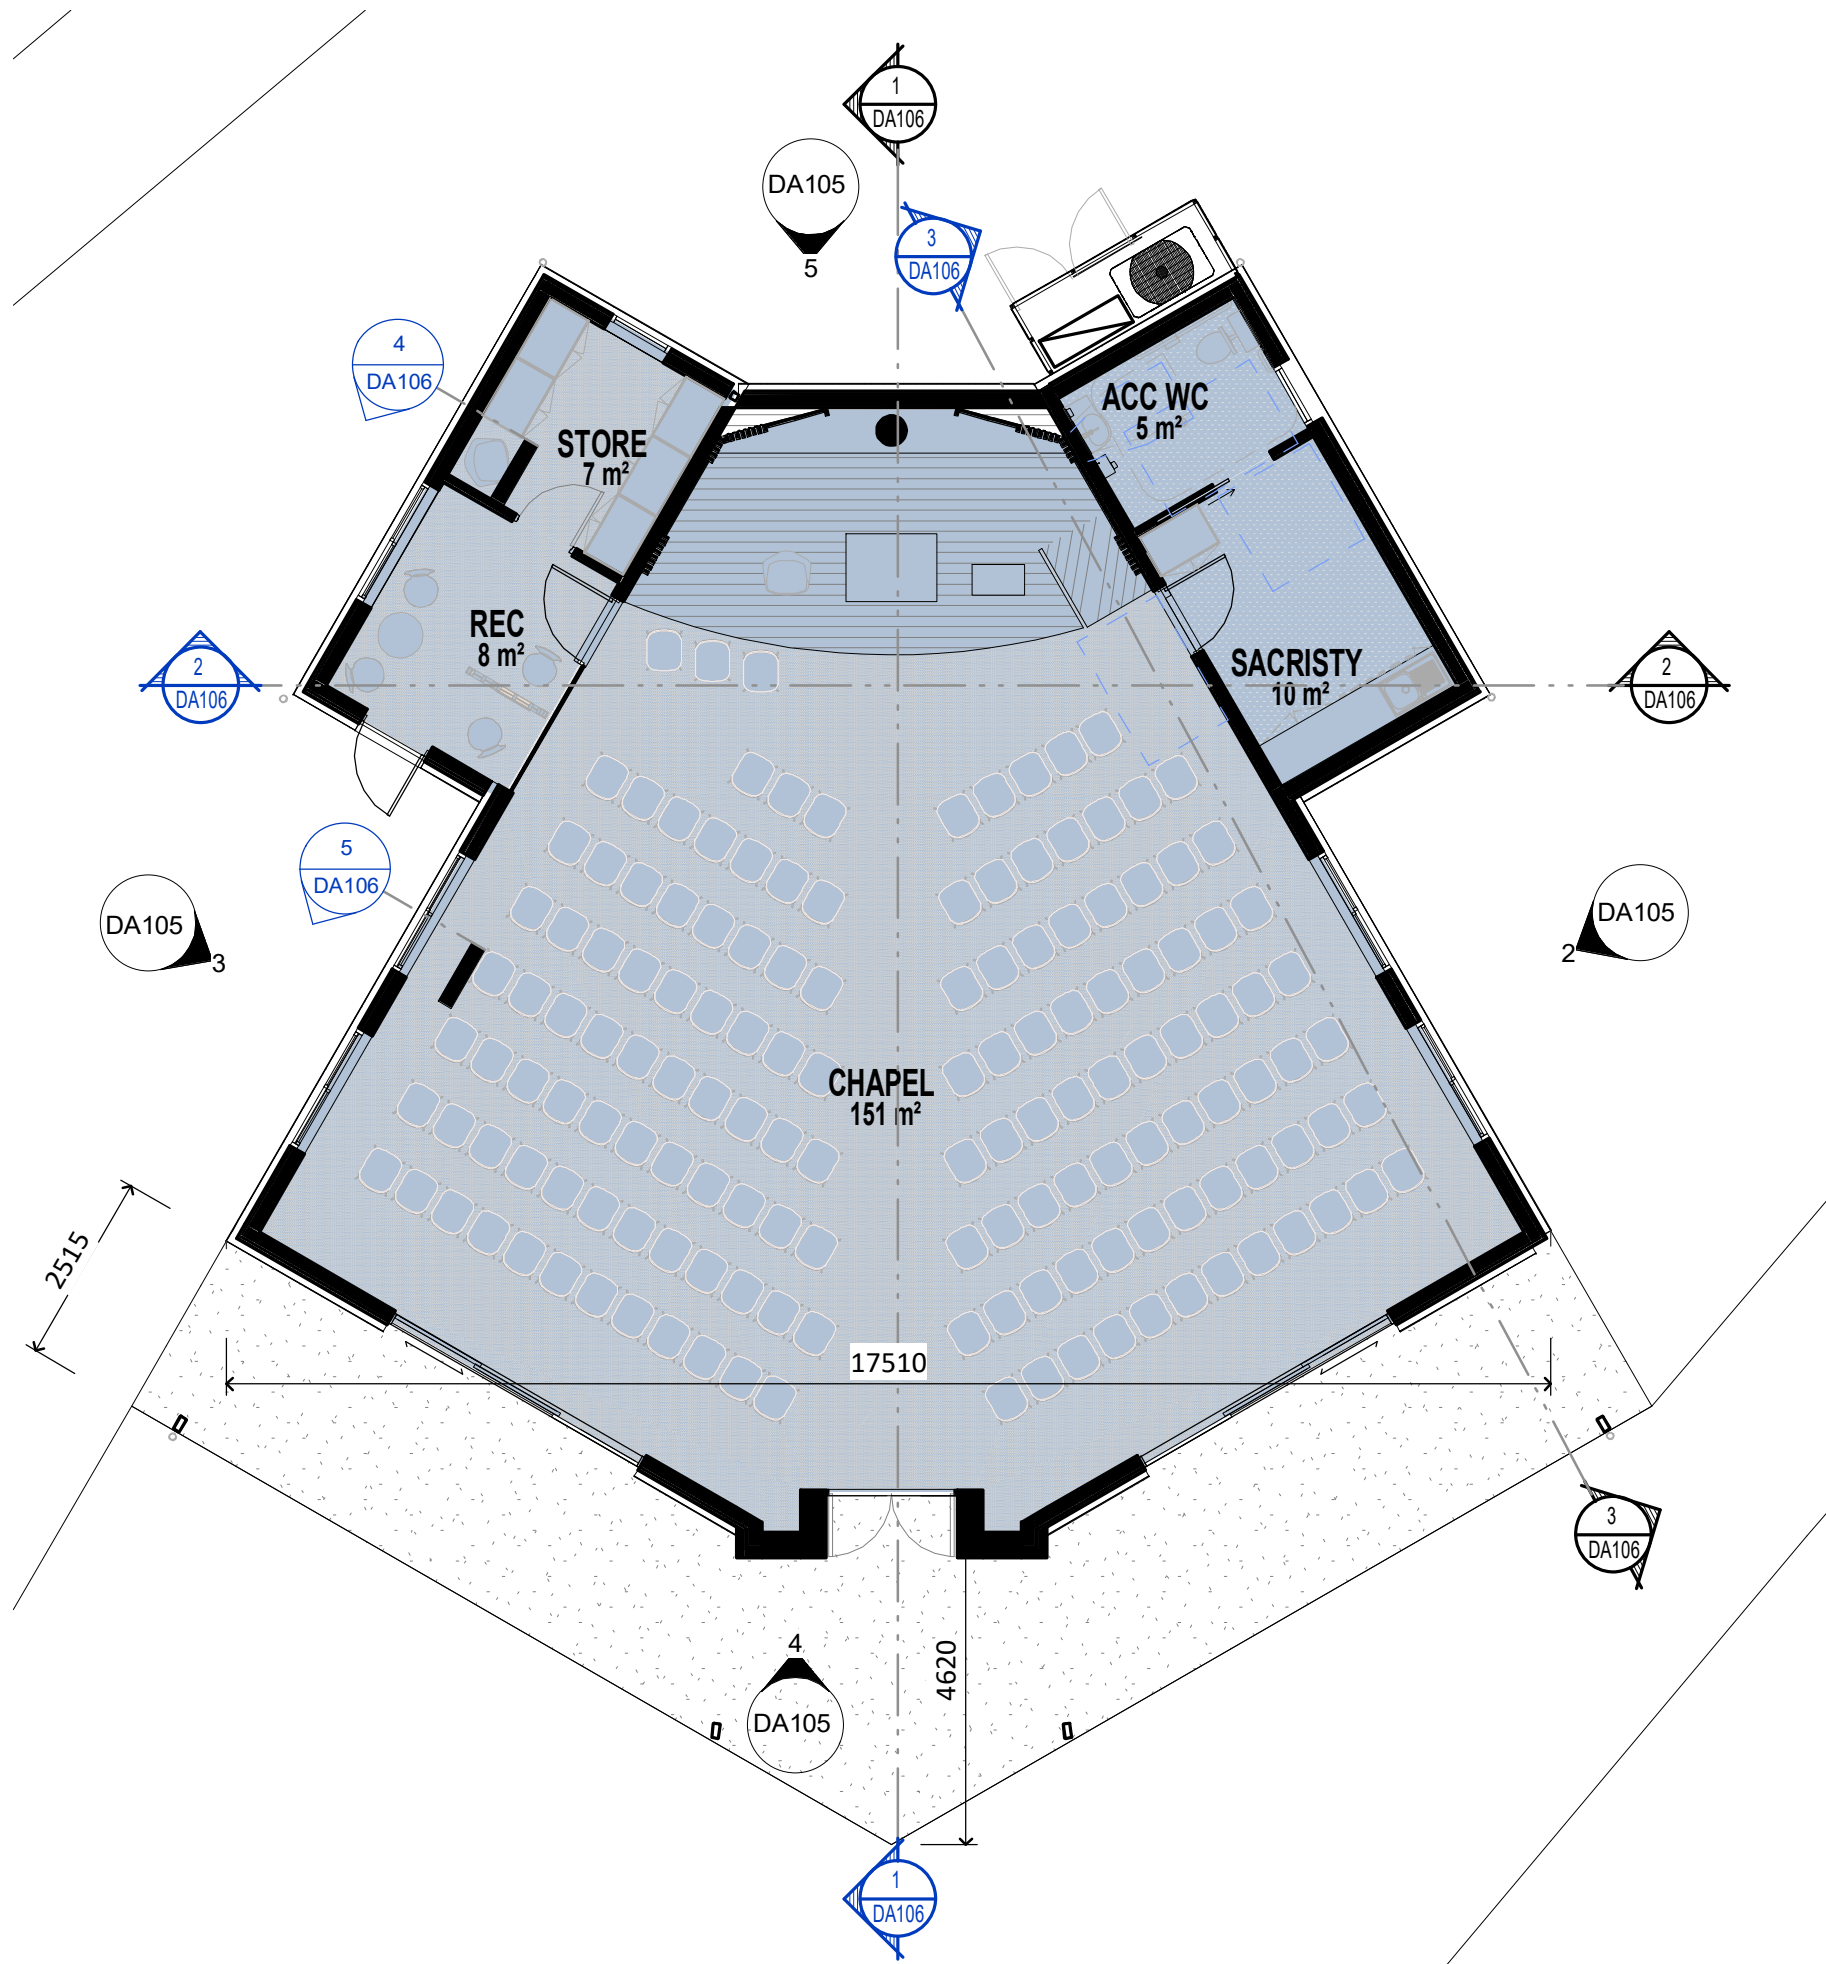 1
DA106
DA105
5
3
DA106
4
DA106
ACC WC
5 m²
STORE
7 m²
REC
8 m²
SACRISTY
10 m²
2
DA106
2
DA106
5
DA106
DA105
3
DA105
2
CHAPEL
151 m²
2515
17510
3
DA106
4
DA105
4620
1
DA106